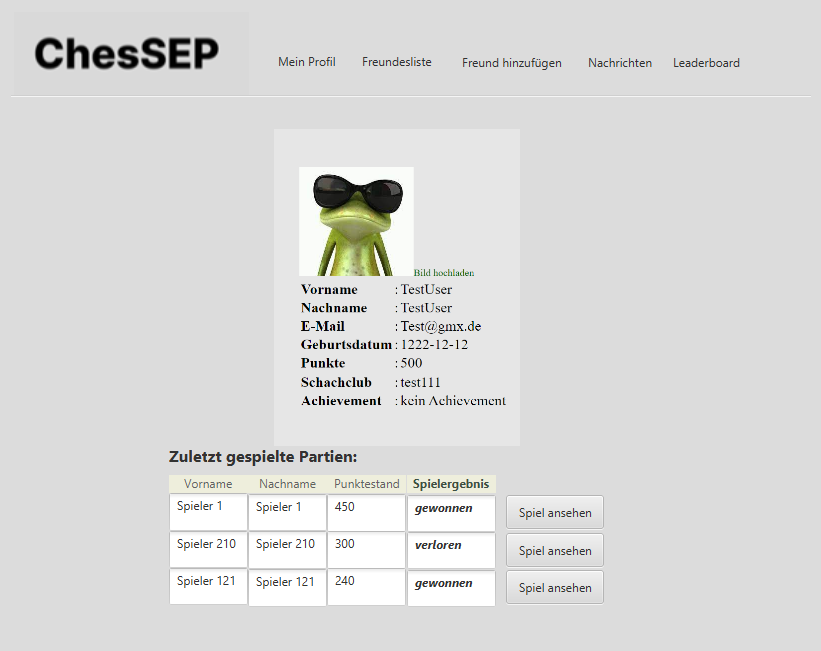 ChesSEP
Mein Profil Freundesliste Freund hinzufügen Nachrichten Leaderboard
Bild hochladen
Vorname : TestUser
Nachname : TestUser
E-Mail : Test@gmx.de
Geburtsdatum : 1222-12-12
Punkte : 500
Schachclub : test111
Achievement : kein Achievement
Zuletzt gespielte Partien:
Vorname Nachname Punktestand Spielergebnis
Spieler 1 Spieler 1 450 gewonnen Spiel ansehen
Spieler 210 Spieler 210 300 verloren Spiel ansehen
Spieler 121 Spieler 121 240 gewonnen Spiel ansehen